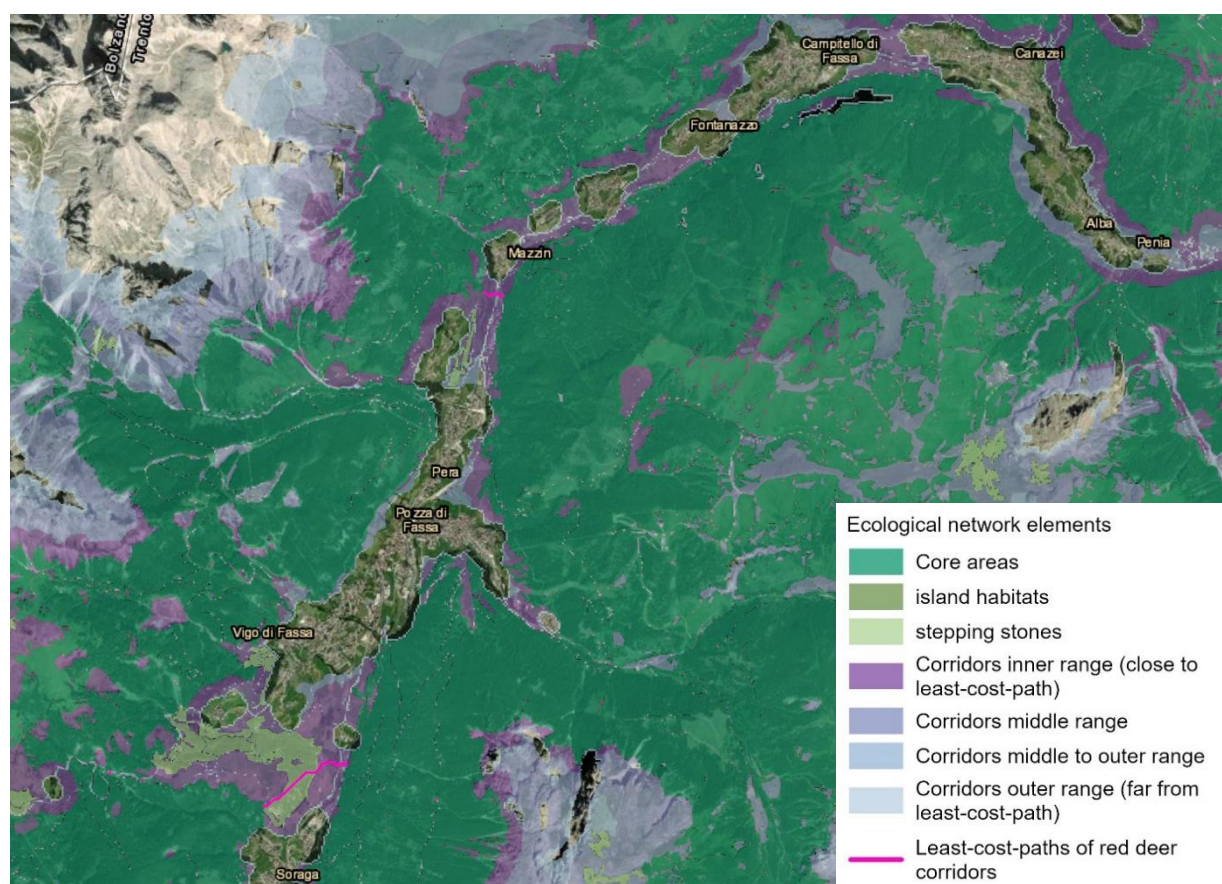 Bolzano
Trento
Campitello di
Fassa
Canazei
Fontanazzo
Mazzin
Alba
Penia
Pera
Pozza di
Fassa
Vigo di Fassa
Soraga
Ecological network elements
Core areas
island habitats
stepping stones
Corridors inner range (close to
least-cost-path)
Corridors middle range
Corridors middle to outer range
Corridors outer range (far from
least-cost-path)
Least-cost-paths of red deer
corridors